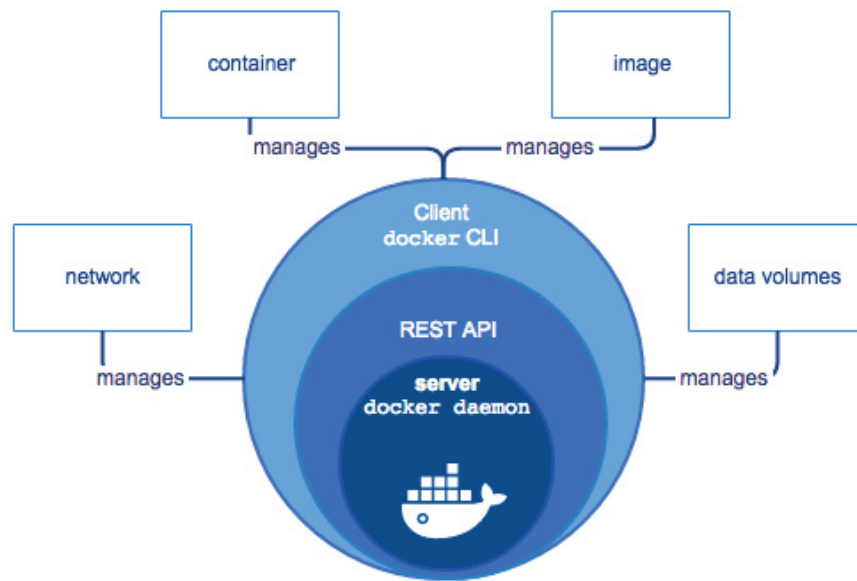 container
image
manages
manages
Client
docker CLI
network
data volumes
REST API
manages
server
manages
docker daemon